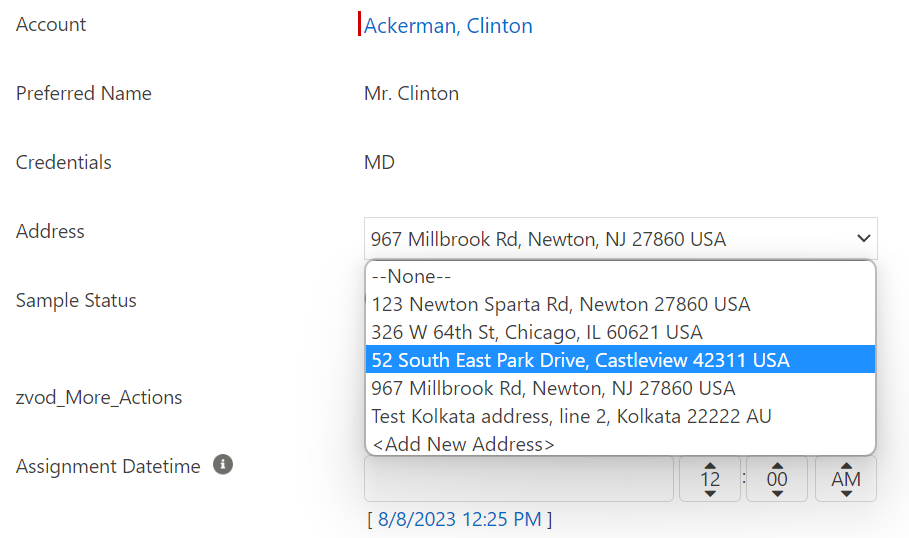 Account
Ackerman, Clinton
Preferred Name
Mr. Clinton
Credentials
MD
Address
967 Millbrook Rd, Newton, NJ 27860 USA
--None--
123 Newton Sparta Rd, Newton 27860 USA
326 W 64th St, Chicago, IL 60621 USA
52 South East Park Drive, Castleview 42311 USA
967 Millbrook Rd, Newton, NJ 27860 USA
Test Kolkata address, line 2, Kolkata 22222 AU
<Add New Address>
Sample Status
zvod_More_Actions
Assignment Datetime
12 : 00 AM
[ 8/8/2023 12:25 PM ]